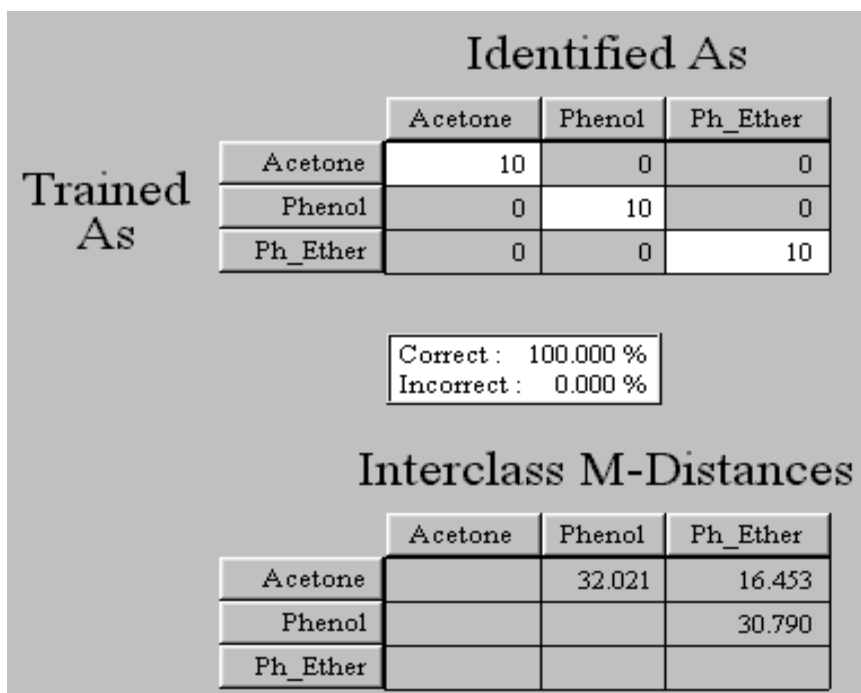 Identified As
Acetone Phenol Ph_Ether
Trained As
Acetone 10 0 0
Phenol 0 10 0
Ph_Ether 0 0 10
Correct : 100.000 %
Incorrect : 0.000 %
Interclass M-Distances
Acetone Phenol Ph_Ether
Acetone 32.021 16.453
Phenol 30.790
Ph_Ether